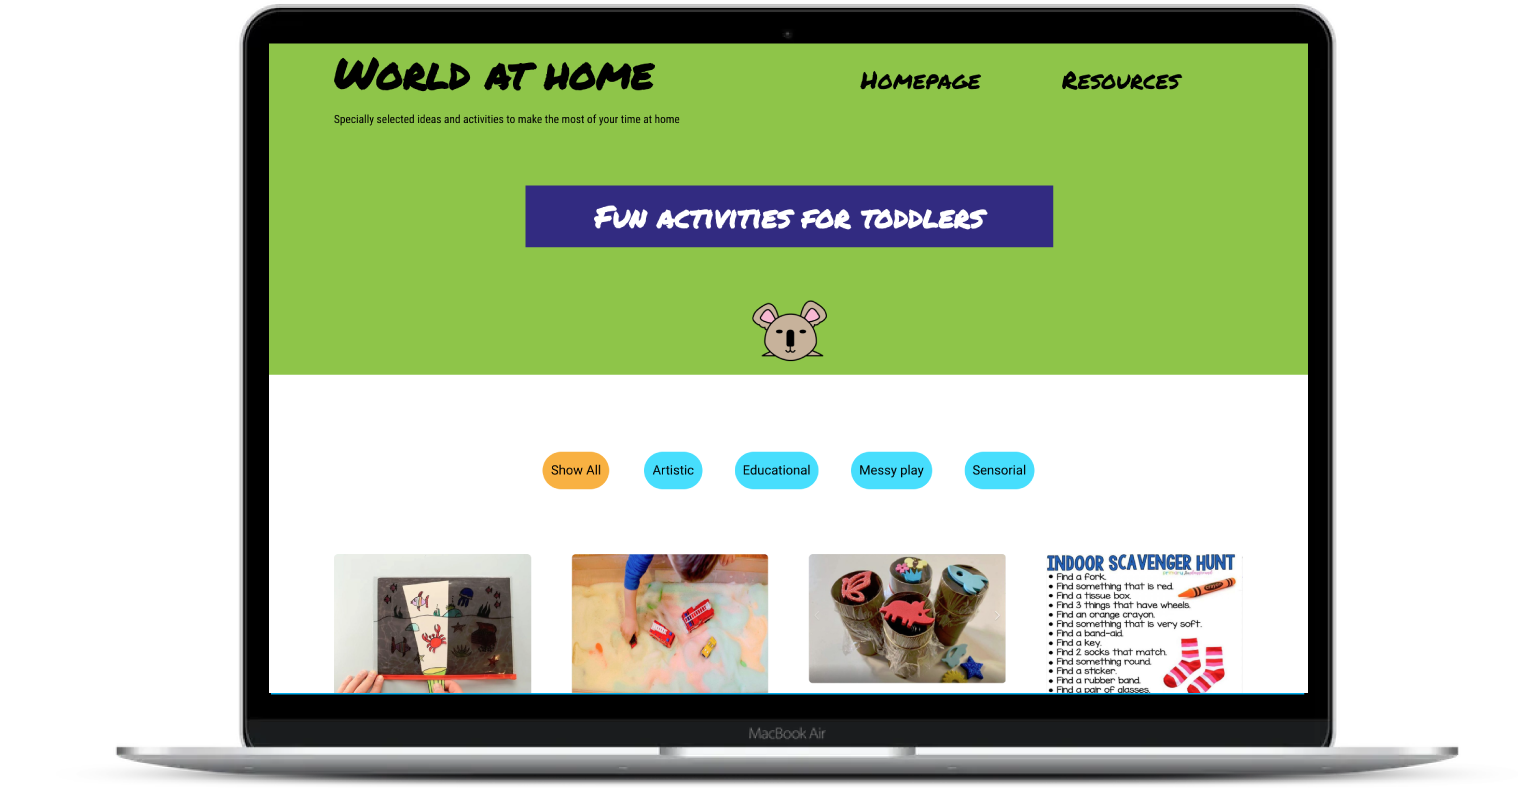 World at home
Homepage
Resources
Specially selected ideas and activities to make the most of your time at home
Fun activities for toddlers
Show All
Artistic
Educational
Messy play
Sensorial
INDOOR SCAVENGER HUNT
• Find a fork.
• Find something that is red.
• Find a tissue box.
• Find 3 things that have wheels.
• Find an orange crayon.
• Find something that is very soft.
• Find a band-aid.
• Find a key.
• Find 2 socks that match.
• Find something round.
• Find a sticker.
• Find a rubber band.
• Find a pair of glasses.
MacBook Air